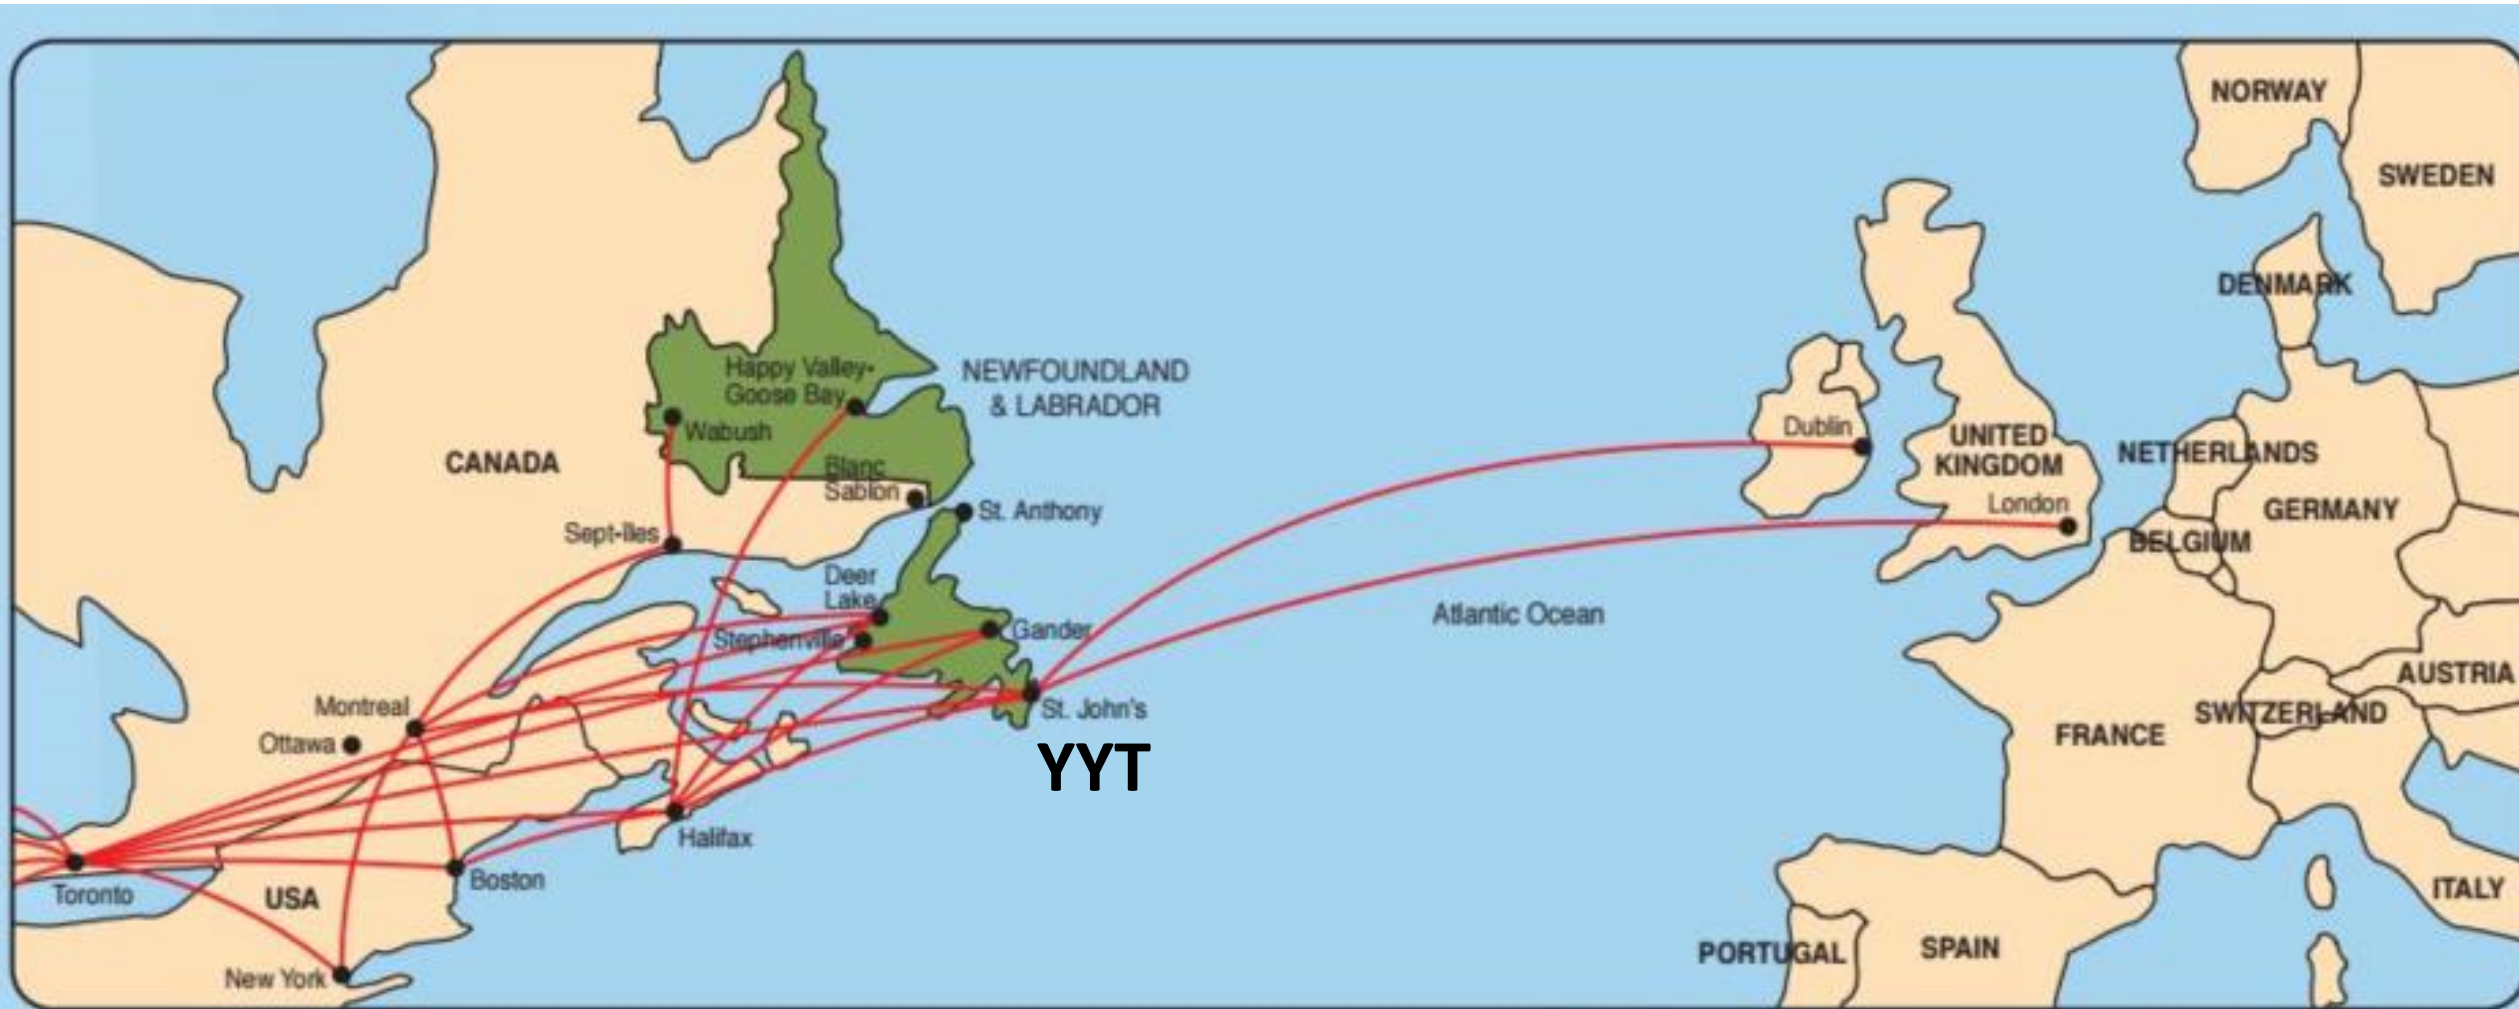 NORWAY
SWEDEN
DENMARK
Happy Valley-
Goose Bay
NEWFOUNDLAND
& LABRADOR
Wabush
CANADA
Blanc
Sablon
St. Anthony
Sept-Iles
Deer
Lake
Stephenville
Gander
Montreal
Ottawa
St. John's
YYT
Halifax
Toronto
Boston
USA
New York
Atlantic Ocean
Dublin
UNITED
KINGDOM
London
NETHERLANDS
GERMANY
BELGIUM
AUSTRIA
SWITZERLAND
FRANCE
ITALY
PORTUGAL
SPAIN